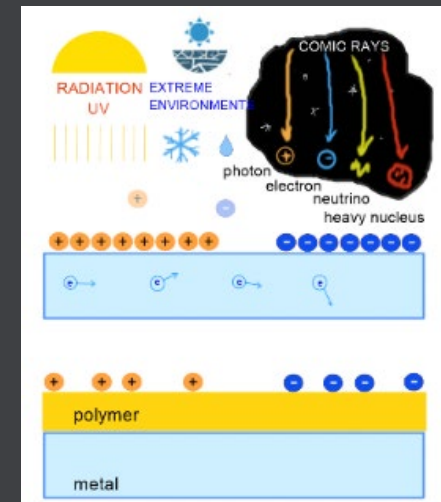 COMIC RAYS
RADIATION
UV
EXTREME
ENVIRONMENTS
photon
electron
neutrino
heavy nucleus
+ −
+ + + + + + + + − − − − − − −
e e e e
+ + + + − − − −
polymer
metal